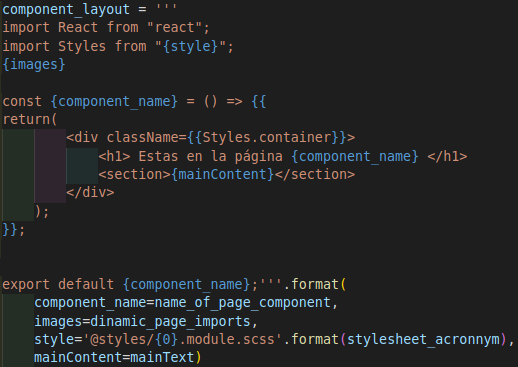 component_layout = '''
import React from "react";
import Styles from "{style}";
{images}
const {component_name} = () => {{
return(
<div className={{Styles.container}}>
<h1> Estas en la página {component_name} </h1>
<section>{mainContent}</section>
</div>
);
}};
export default {component_name};'''.format(
component_name=name_of_page_component,
images=dinamic_page_imports,
style='@styles/{0}.module.scss'.format(stylesheet_acronnym),
mainContent=mainText)